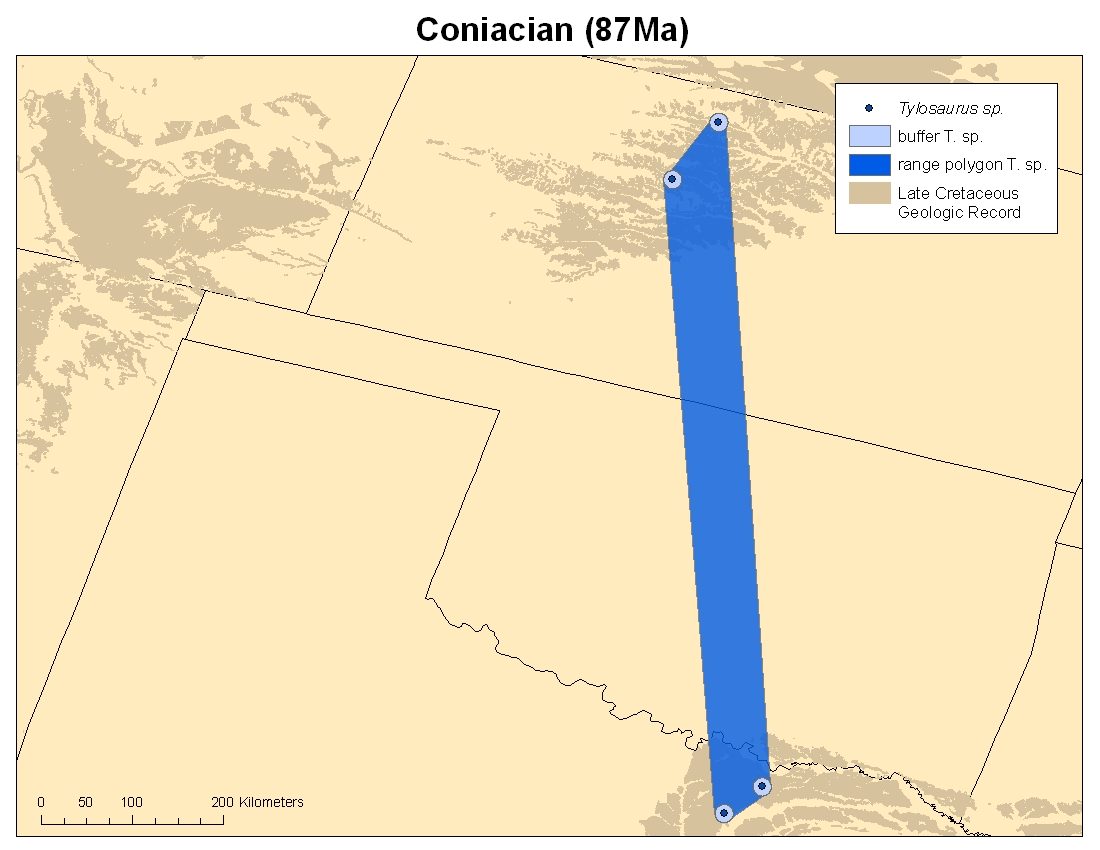 Coniacian (87Ma)
Tylosaurus sp.
buffer T. sp.
range polygon T. sp.
Late Cretaceous
Geologic Record
0 50 100 200 Kilometers